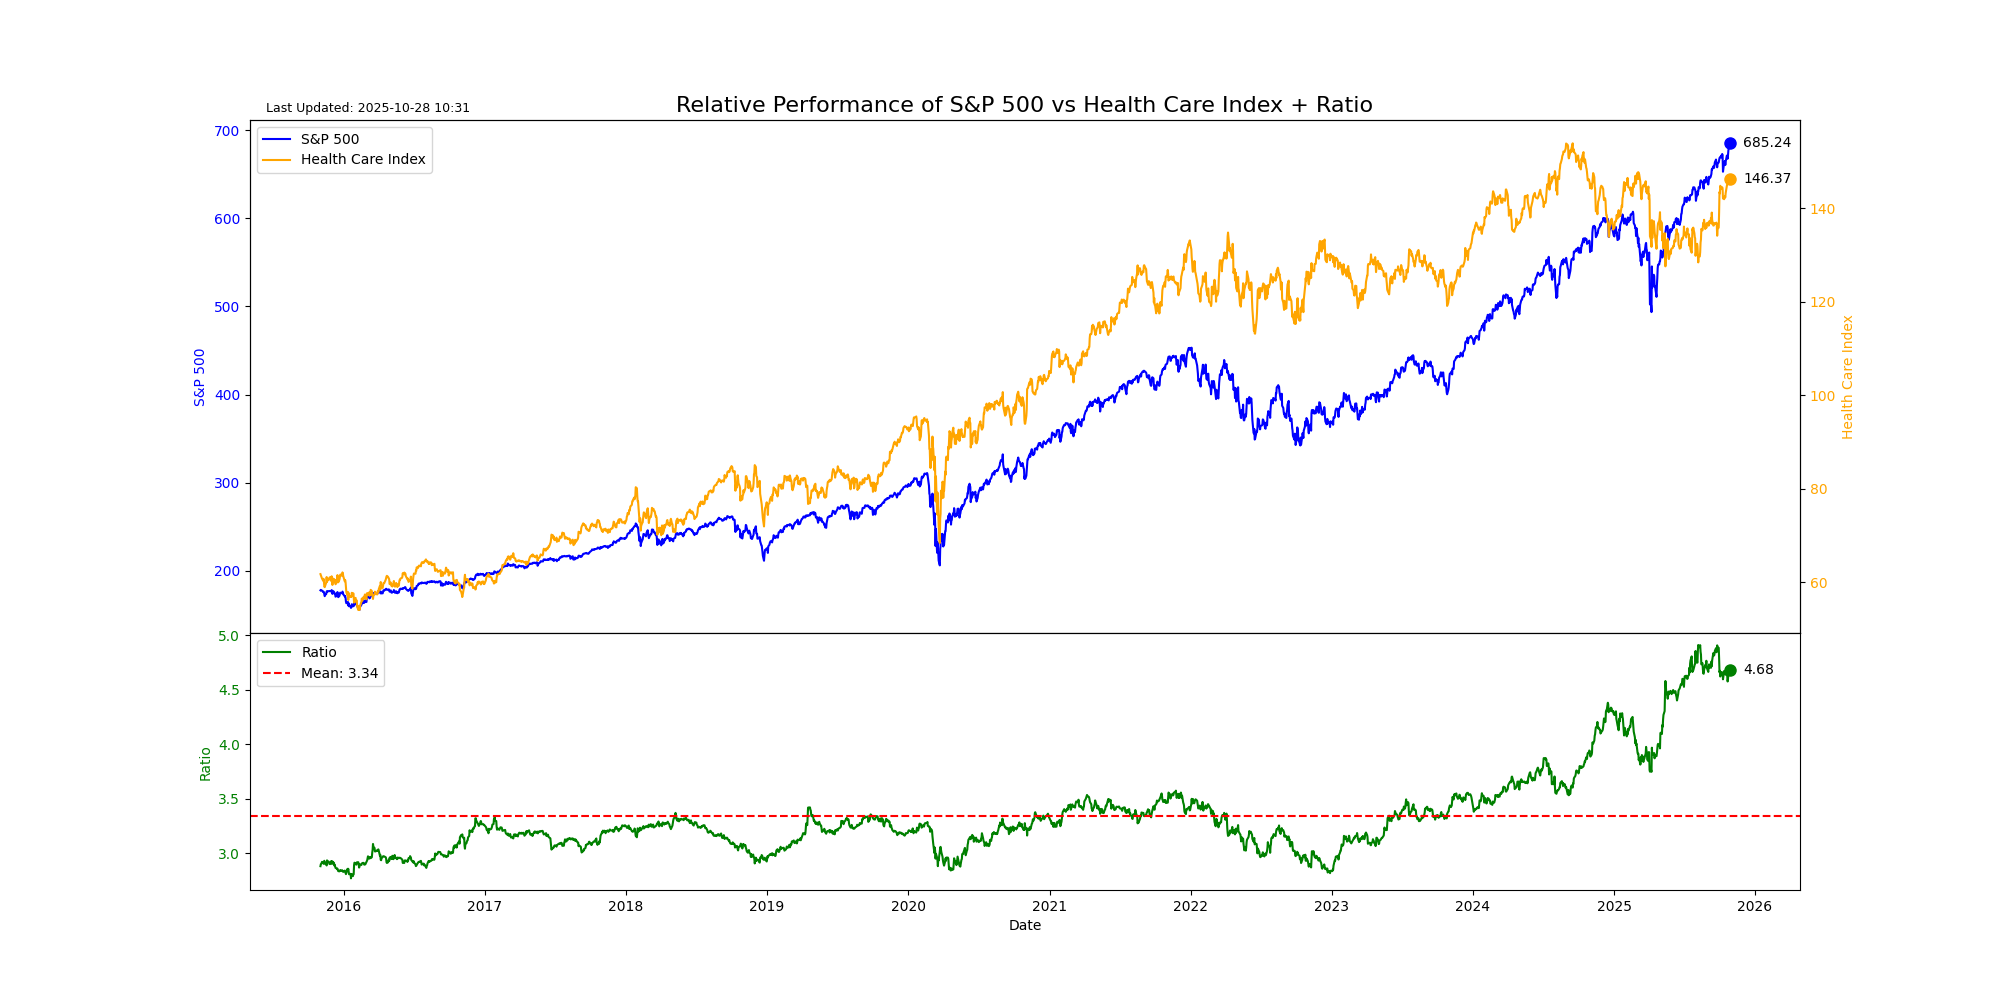 Last Updated: 2025-10-28 10:31
Relative Performance of S&P 500 vs Health Care Index + Ratio
S&P 500
Health Care Index
700
600
500
400
300
200
S&P 500
685.24
146.37
140
120
100
80
60
Health Care Index
Ratio
Mean: 3.34
5.0
4.5
4.0
3.5
3.0
Ratio
4.68
2016 2017 2018 2019 2020 2021 2022 2023 2024 2025 2026
Date